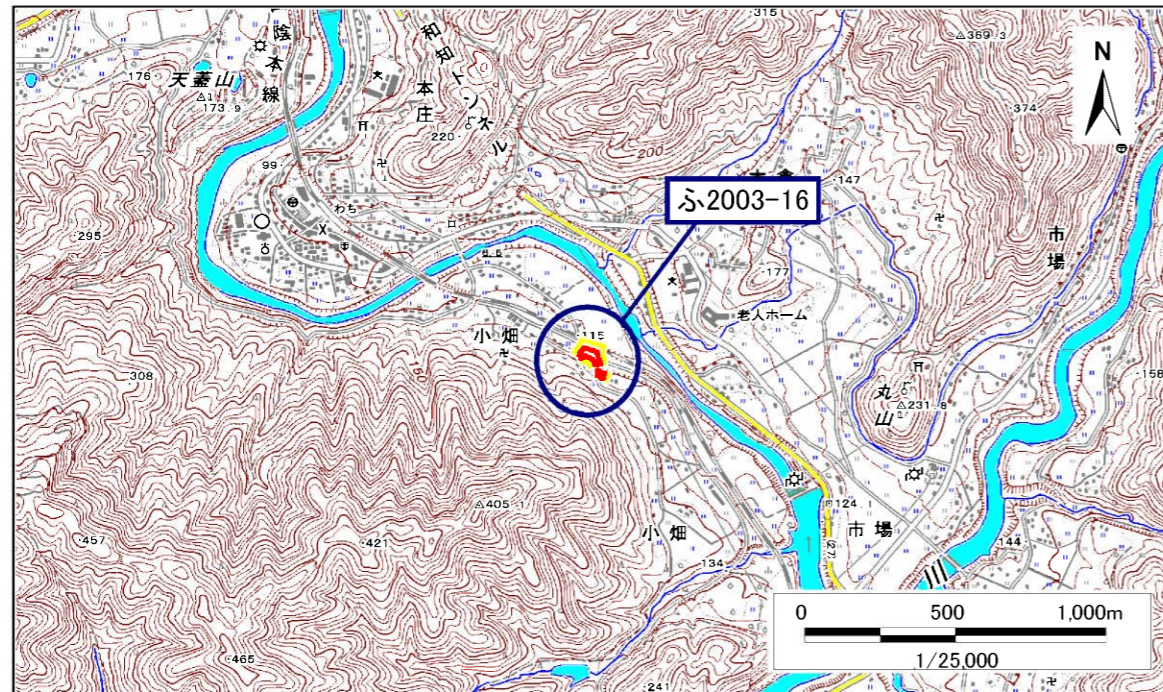 315
369.3
N
陰本線
和知トンネル
本庄
176
天蓋山
173.9
220
374
200
99
147
ふ2003-16
わち
295
177
市場
老人ホーム
115
小畑
308
158
丸山
231.8
405.1
124
457
421
小畑
市場
144
134
27
465
241
0 500 1,000m
1/25,000